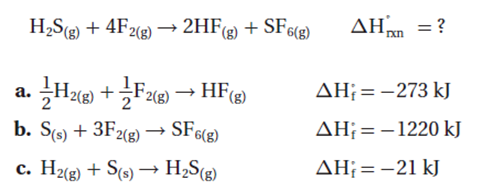 H₂S(g) + 4F₂(g) → 2HF(g) + SF₆(g) ΔH°rxn = ?
a. ½H₂(g) + ½F₂(g) → HF(g) ΔH°f = −273 kJ
b. S(s) + 3F₂(g) → SF₆(g) ΔH°f = −1220 kJ
c. H₂(g) + S(s) → H₂S(g) ΔH°f = −21 kJ